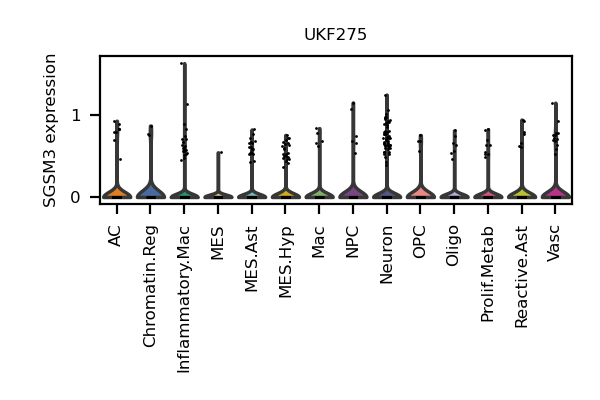 UKF275
SGSM3 expression
1
0
AC
Chromatin.Reg
Inflammatory.Mac
MES
MES.Ast
MES.Hyp
Mac
NPC
Neuron
OPC
Oligo
Prolif.Metab
Reactive.Ast
Vasc